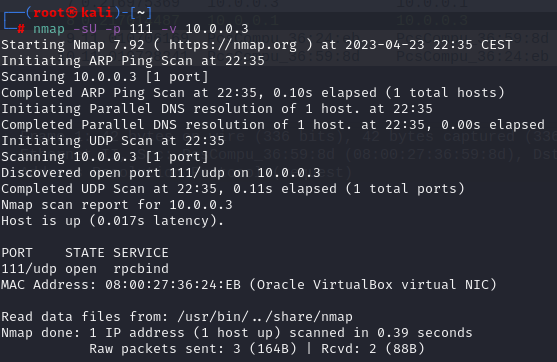 ┌──(root㉿kali)-[~]
└─# nmap -sU -p 111 -v 10.0.0.3
Starting Nmap 7.92 ( https://nmap.org ) at 2023-04-23 22:35 CEST
Initiating ARP Ping Scan at 22:35
Scanning 10.0.0.3 [1 port]
Completed ARP Ping Scan at 22:35, 0.10s elapsed (1 total hosts)
Initiating Parallel DNS resolution of 1 host. at 22:35
Completed Parallel DNS resolution of 1 host. at 22:35, 0.00s elapsed
Initiating UDP Scan at 22:35
Scanning 10.0.0.3 [1 port]
Discovered open port 111/udp on 10.0.0.3
Completed UDP Scan at 22:35, 0.11s elapsed (1 total ports)
Nmap scan report for 10.0.0.3
Host is up (0.017s latency).
PORT    STATE SERVICE
111/udp open  rpcbind
MAC Address: 08:00:27:36:24:EB (Oracle VirtualBox virtual NIC)
Read data files from: /usr/bin/../share/nmap
Nmap done: 1 IP address (1 host up) scanned in 0.39 seconds
           Raw packets sent: 3 (164B) | Rcvd: 2 (88B)